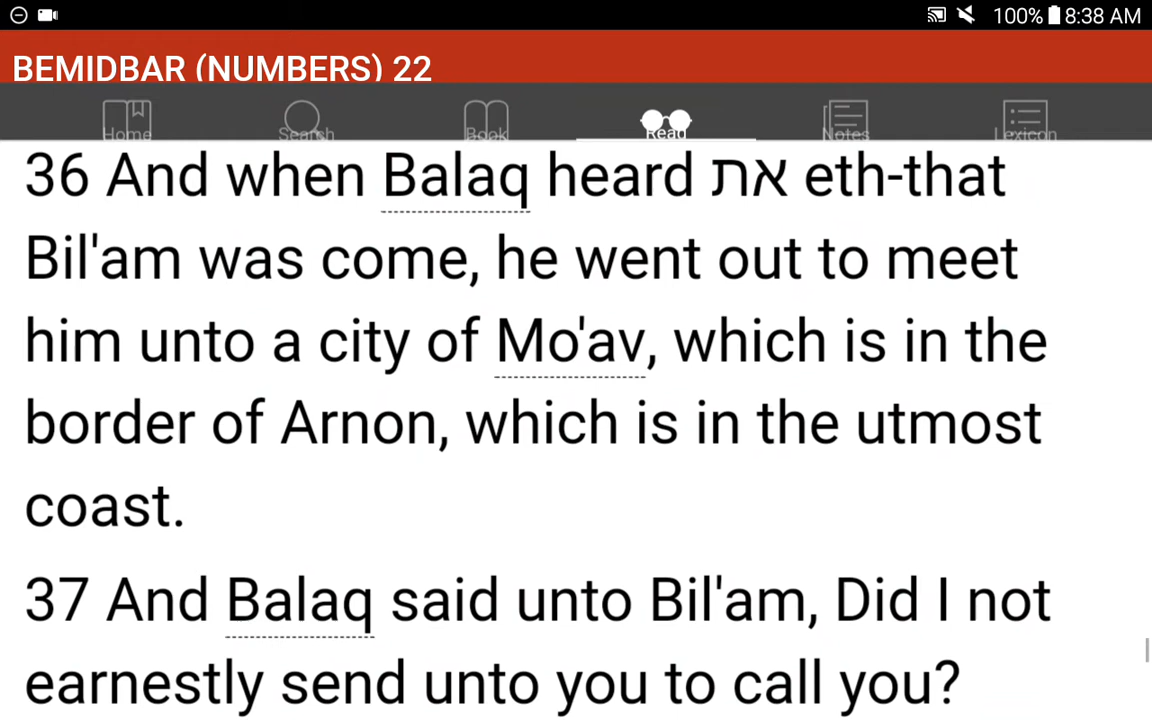 100% 8:38 AM
BEMIDBAR (NUMBERS) 22
Home Search Book Read Notes Lexicon
36 And when Balaq heard את eth-that
Bil'am was come, he went out to meet
him unto a city of Mo'av, which is in the
border of Arnon, which is in the utmost
coast.
37 And Balaq said unto Bil'am, Did I not
earnestly send unto you to call you?